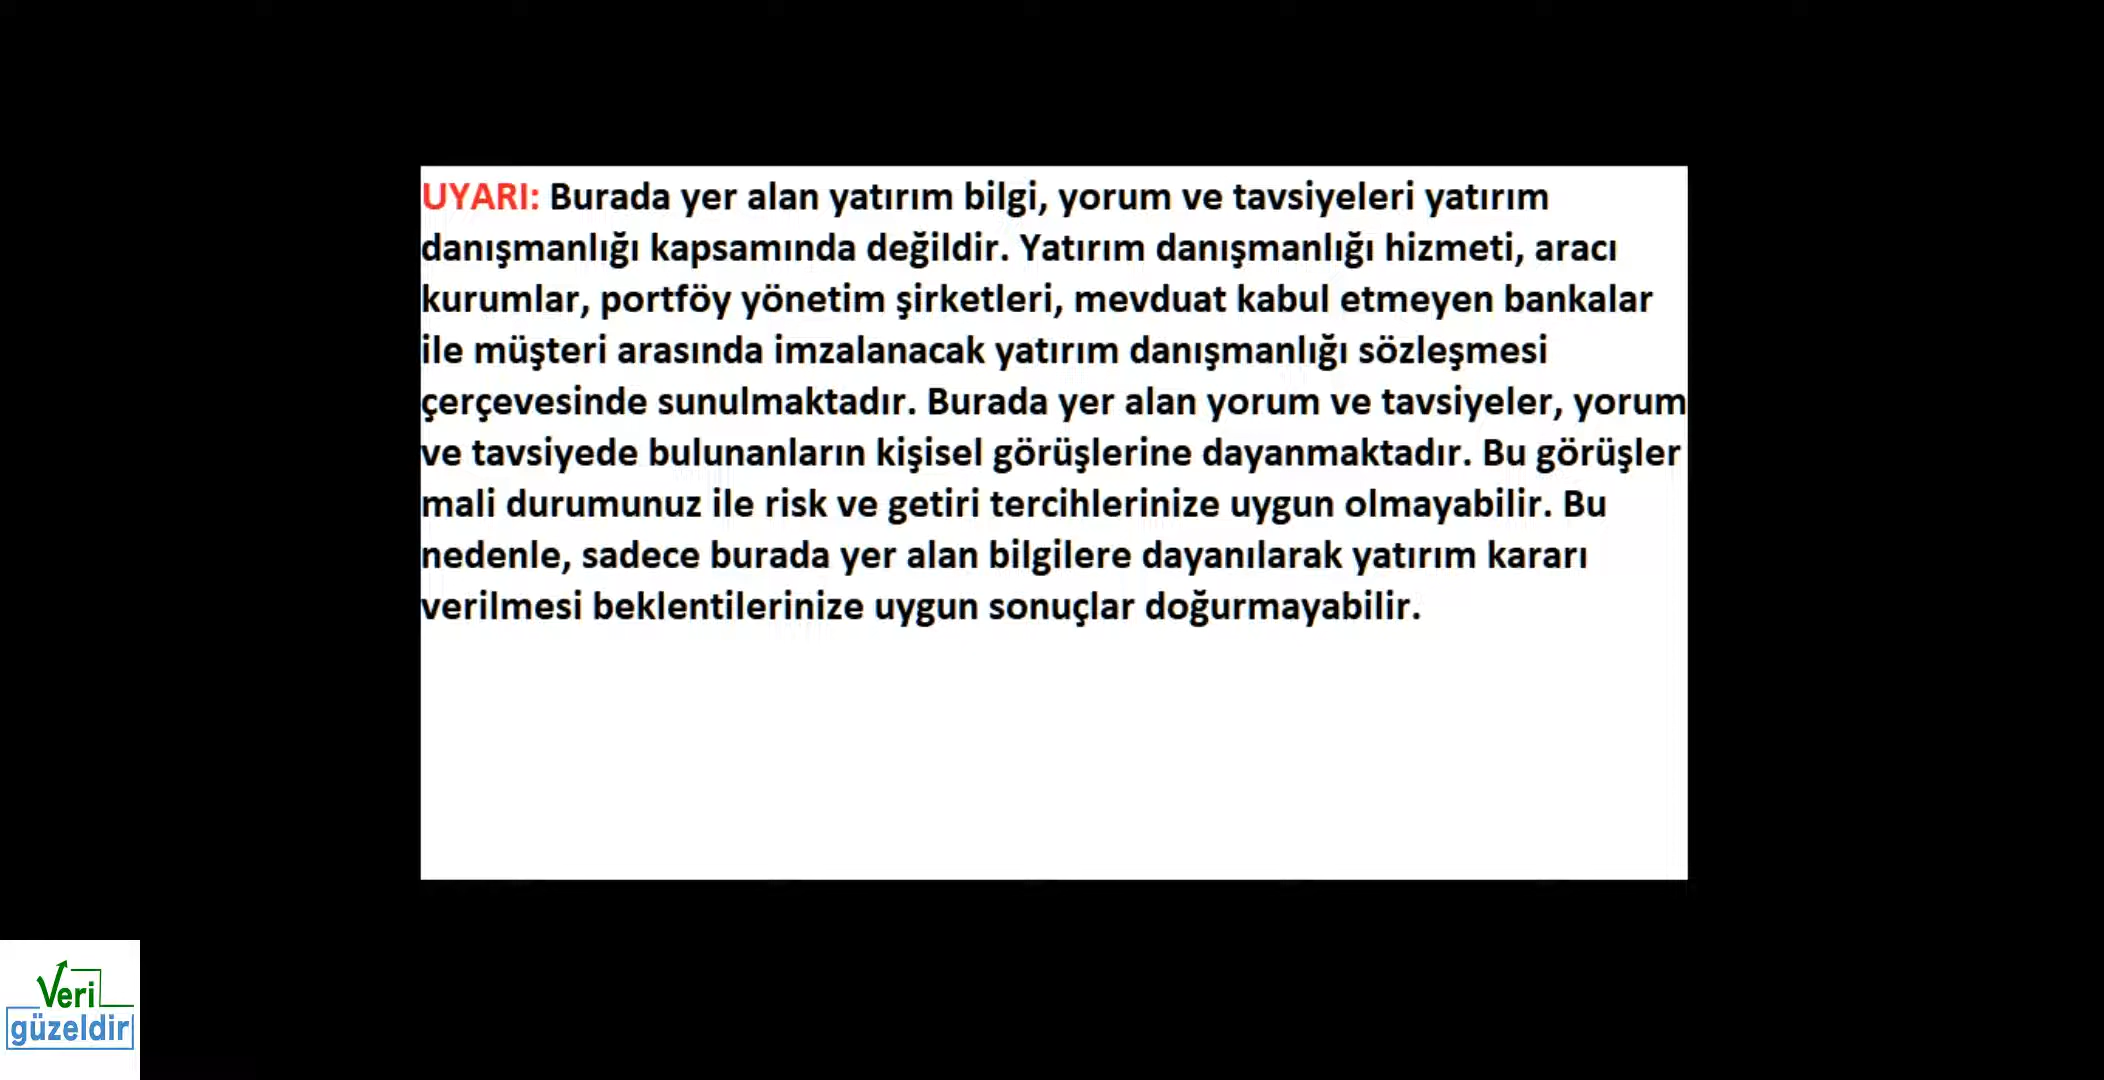 UYARI: Burada yer alan yatırım bilgi, yorum ve tavsiyeleri yatırım
danışmanlığı kapsamında değildir. Yatırım danışmanlığı hizmeti, aracı
kurumlar, portföy yönetim şirketleri, mevduat kabul etmeyen bankalar
ile müşteri arasında imzalanacak yatırım danışmanlığı sözleşmesi
çerçevesinde sunulmaktadır. Burada yer alan yorum ve tavsiyeler, yorum
ve tavsiyede bulunanların kişisel görüşlerine dayanmaktadır. Bu görüşler
mali durumunuz ile risk ve getiri tercihlerinize uygun olmayabilir. Bu
nedenle, sadece burada yer alan bilgilere dayanılarak yatırım kararı
verilmesi beklentilerinize uygun sonuçlar doğurmayabilir.
Veri
güzeldir